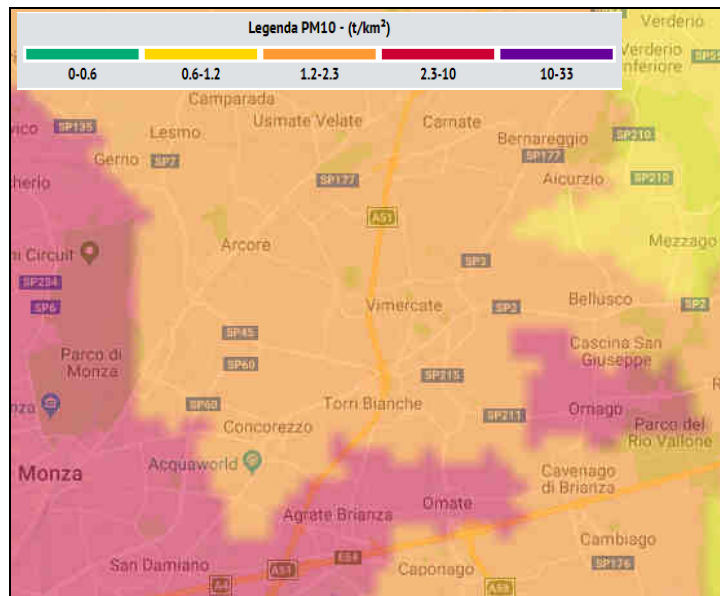 Legenda PM10 - (t/km²)
0-0.6
0.6-1.2
1.2-2.3
2.3-10
10-33
Verderio
Verderio
Inferiore
Camparada
Usmate Velate
Carnate
SP135
Lesmo
Bernareggio
SP210
Gerno
SP7
SP177
SP177
Aicurzio
SP210
A51
Arcore
Mezzago
Circuit
SP3
SP6
Vimercate
SP2
Bellusco
SP2
SP45
Parco di
Monza
SP60
Cascina San
Giuseppe
SP215
SP60
Torri Bianche
SP211
Ornago
Concorezzo
Parco del
Rio Vallone
Monza
Acquaworld
Cavenago
di Brianza
Omate
Agrate Brianza
Cambiago
San Damiano
A51
A4
Caponago
SP176